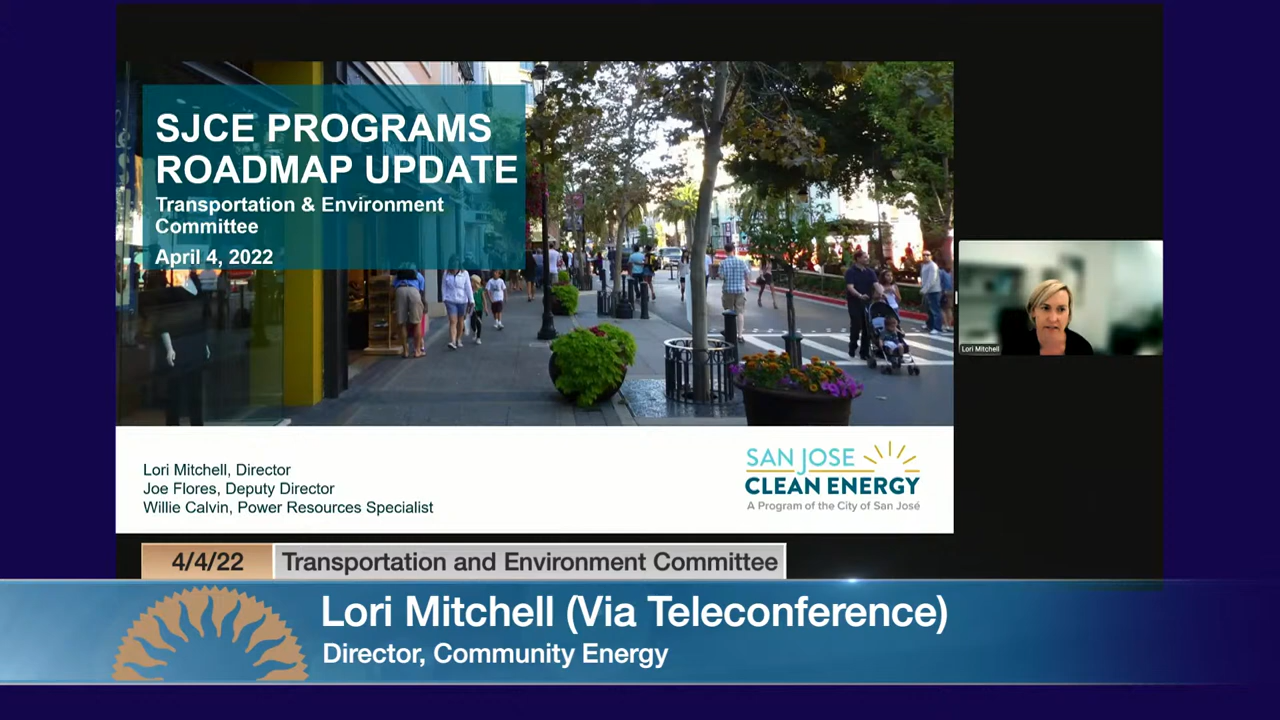 SJCE PROGRAMS
ROADMAP UPDATE
Transportation & Environment
Committee
April 4, 2022
Lori Mitchell
Lori Mitchell, Director
Joe Flores, Deputy Director
Willie Calvin, Power Resources Specialist
SAN JOSE
CLEAN ENERGY
A Program of the City of San José
4/4/22
Transportation and Environment Committee
Lori Mitchell (Via Teleconference)
Director, Community Energy